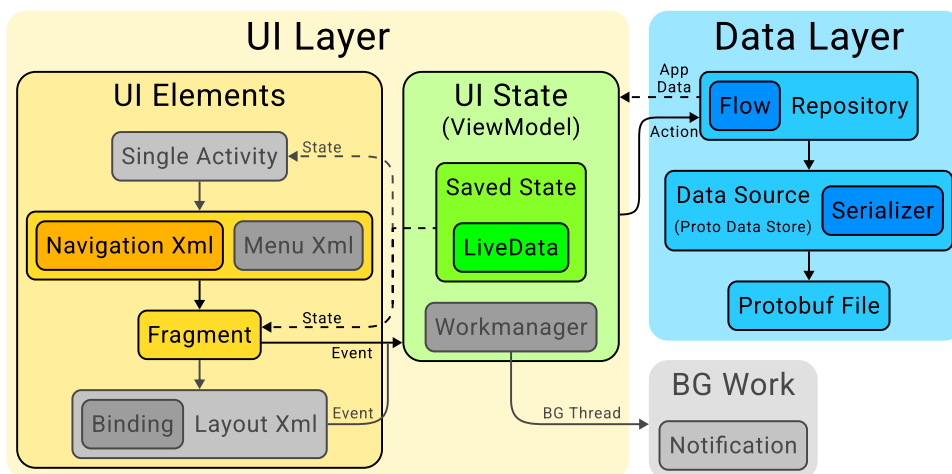 UI Layer
UI Elements
Single Activity
State
Navigation Xml
Menu Xml
Fragment
State
Event
Binding
Layout Xml
Event
UI State
(ViewModel)
Saved State
LiveData
Workmanager
BG Thread
Data Layer
App
Data
Action
Flow
Repository
Data Source
(Proto Data Store)
Serializer
Protobuf File
BG Work
Notification